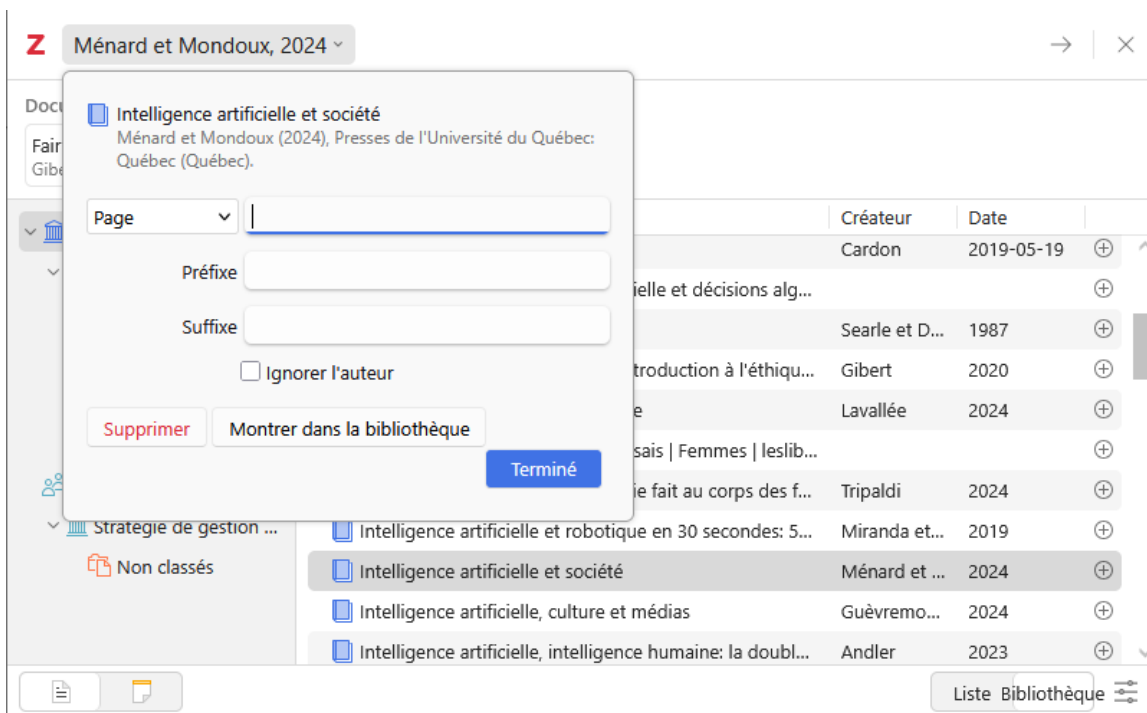 Z Ménard et Mondoux, 2024
Docu
Fair
Gibe
Intelligence artificielle et société
Ménard et Mondoux (2024), Presses de l'Université du Québec:
Québec (Québec).
Page
Préfixe
Suffixe
Ignorer l'auteur
Supprimer Montrer dans la bibliothèque
Terminé
Créateur Date
Cardon 2019-05-19
ielle et décisions alg...
Searle et D... 1987
troduction à l'éthiqu... Gibert 2020
e Lavallée 2024
sais | Femmes | leslib...
ie fait au corps des f... Tripaldi 2024
Stratégie de gestion ... Intelligence artificielle et robotique en 30 secondes: 5... Miranda et... 2019
Non classés Intelligence artificielle et société Ménard et ... 2024
Intelligence artificielle, culture et médias Guèvremo... 2024
Intelligence artificielle, intelligence humaine: la doubl... Andler 2023
Liste Bibliothèque